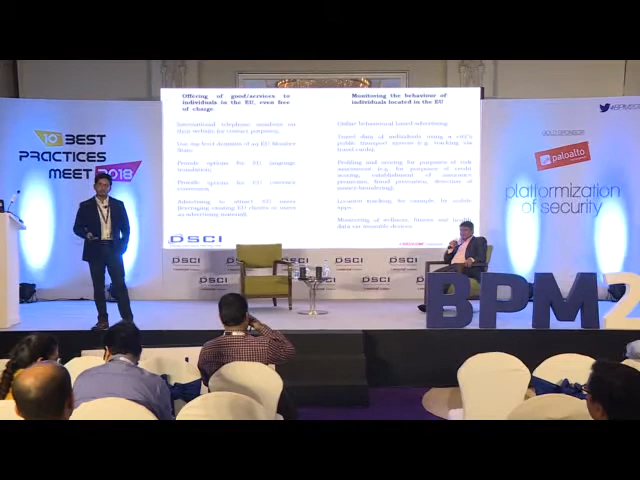 10 BEST
PRACTICES
MEET 2018
Offering of good/services to
individuals in the EU, even free
of charge
International telephone numbers on
their website for contact purposes,
Use top level domains of an EU Member
State
Provide options for EU language
translation
Provide options for EU currency
conversion
Advertising to attract EU users
(leveraging existing EU clients or users
as advertising material).
Monitoring the behaviour of
individuals located in the EU
Online behavioural based advertising
Travel data of individuals using a city's
public transport system (e.g. tracking via
travel cards)
Profiling and scoring for purposes of risk
assessment (e.g. for purposes of credit
scoring, establishment of insurance
premiums, fraud prevention, detection of
money-laundering)
Location tracking, for example, by mobile
apps
Monitoring of wellness, fitness and health
data via wearable devices
DSCI
GOLD SPONSOR
paloalto
platformization
of security
DSCI
DSCI
DSCI
DSCI
DSCI
BPM2